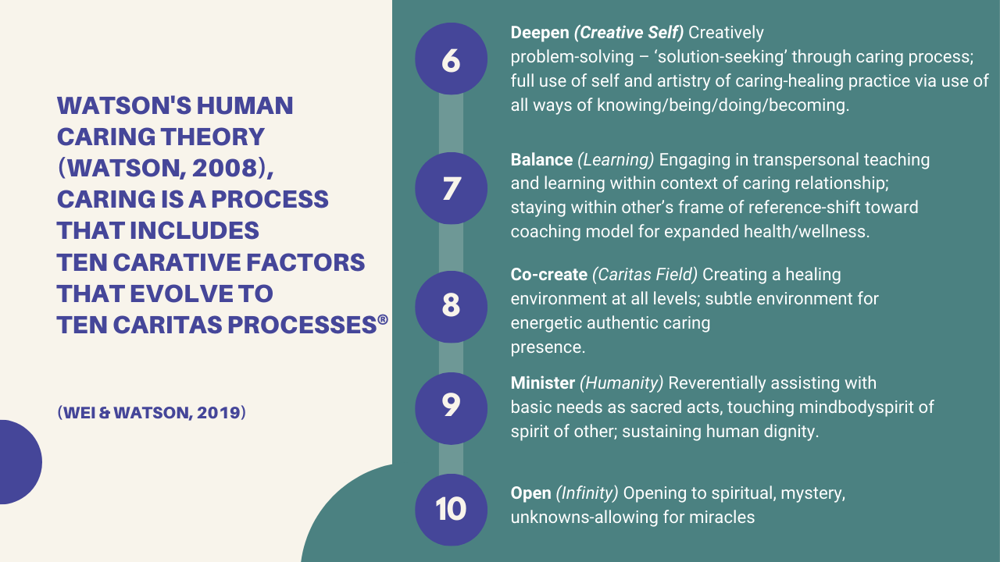 WATSON'S HUMAN
CARING THEORY
(WATSON, 2008),
CARING IS A PROCESS
THAT INCLUDES
TEN CARATIVE FACTORS
THAT EVOLVE TO
TEN CARITAS PROCESSES®
(WEI & WATSON, 2019)
6
Deepen (Creative Self) Creatively
problem-solving – ‘solution-seeking’ through caring process;
full use of self and artistry of caring-healing practice via use of
all ways of knowing/being/doing/becoming.
7
Balance (Learning) Engaging in transpersonal teaching
and learning within context of caring relationship;
staying within other’s frame of reference-shift toward
coaching model for expanded health/wellness.
8
Co-create (Caritas Field) Creating a healing
environment at all levels; subtle environment for
energetic authentic caring
presence.
9
Minister (Humanity) Reverentially assisting with
basic needs as sacred acts, touching mindbodyspirit of
spirit of other; sustaining human dignity.
10
Open (Infinity) Opening to spiritual, mystery,
unknowns-allowing for miracles